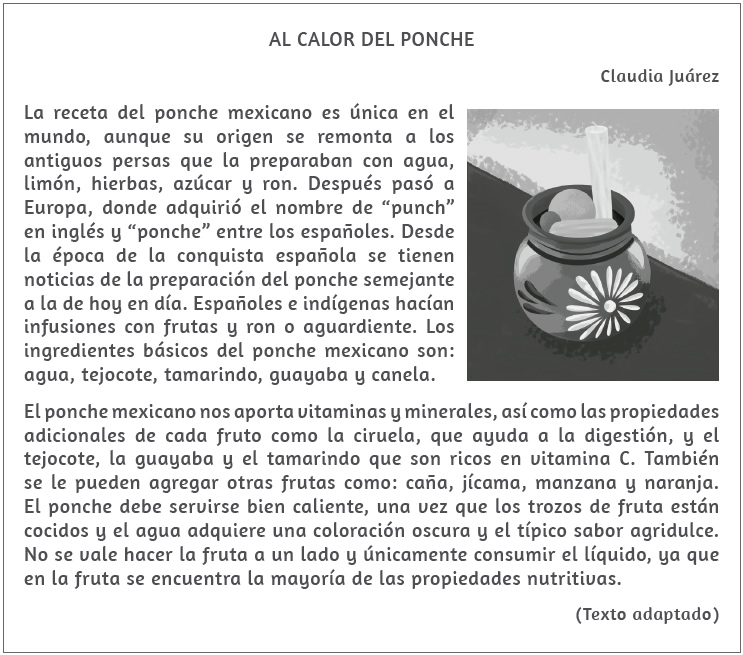 AL CALOR DEL PONCHE
Claudia Juárez
La receta del ponche mexicano es única en el
mundo, aunque su origen se remonta a los
antiguos persas que la preparaban con agua,
limón, hierbas, azúcar y ron. Después pasó a
Europa, donde adquirió el nombre de “punch”
en inglés y “ponche” entre los españoles. Desde
la época de la conquista española se tienen
noticias de la preparación del ponche semejante
a la de hoy en día. Españoles e indígenas hacían
infusiones con frutas y ron o aguardiente. Los
ingredientes básicos del ponche mexicano son:
agua, tejocote, tamarindo, guayaba y canela.
El ponche mexicano nos aporta vitaminas y minerales, así como las propiedades
adicionales de cada fruto como la ciruela, que ayuda a la digestión, y el
tejocote, la guayaba y el tamarindo que son ricos en vitamina C. También
se le pueden agregar otras frutas como: caña, jícama, manzana y naranja.
El ponche debe servirse bien caliente, una vez que los trozos de fruta están
cocidos y el agua adquiere una coloración oscura y el típico sabor agridulce.
No se vale hacer la fruta a un lado y únicamente consumir el líquido, ya que
en la fruta se encuentra la mayoría de las propiedades nutritivas.
(Texto adaptado)